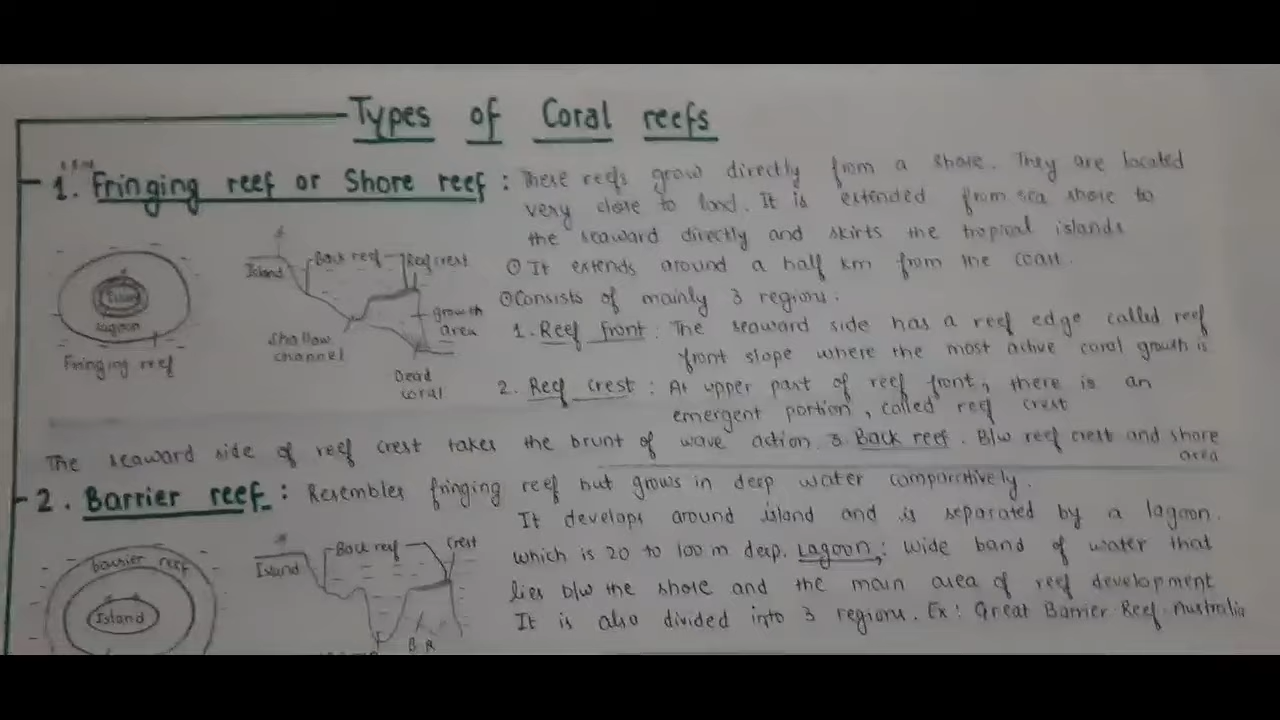 Types of Coral reefs
1. Fringing reef or Shore reef : These reefs grow directly from a shore. They are located
very close to land. It is extended from sea shore to
the seaward directly and skirts the tropical islands
It extends around a half km from the coast.
Consists of mainly 3 regions.
1. Reef front : The seaward side has a reef edge called reef
front slope where the most active coral growth is
2. Reef crest : At upper part of reef front, there is an
emergent portion, called reef crest
lagoon
Fringing reef
Island
Back reef
Reef crest
growth
area
Shallow
channel
Dead
coral
The seaward side of reef crest takes the brunt of wave action 3. Back reef. B/w reef crest and shore
area
2. Barrier reef : Resembles fringing reef but grows in deep water comparitively.
It develops around island and is separated by a lagoon.
which is 20 to 100 m deep. Lagoon : Wide band of water that
lies b/w the shore and the main area of reef development
It is also divided into 3 regions. Ex : Great Barrier Reef, Australia
barrier reef
Island
Island
Back reef
Crest
B R